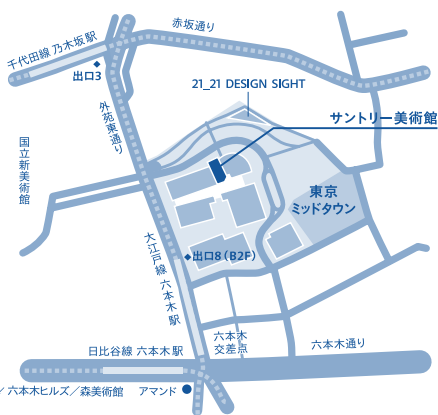 赤坂通り
千代田線 乃木坂駅
出口3
21_21 DESIGN SIGHT
外苑東通り
サントリー美術館
国立新美術館
東京
ミッドタウン
大江戸線 六本木駅
出口8(B2F)
六本木
交差点
六本木通り
日比谷線 六本木駅
/六本木ヒルズ/森美術館
アマンド